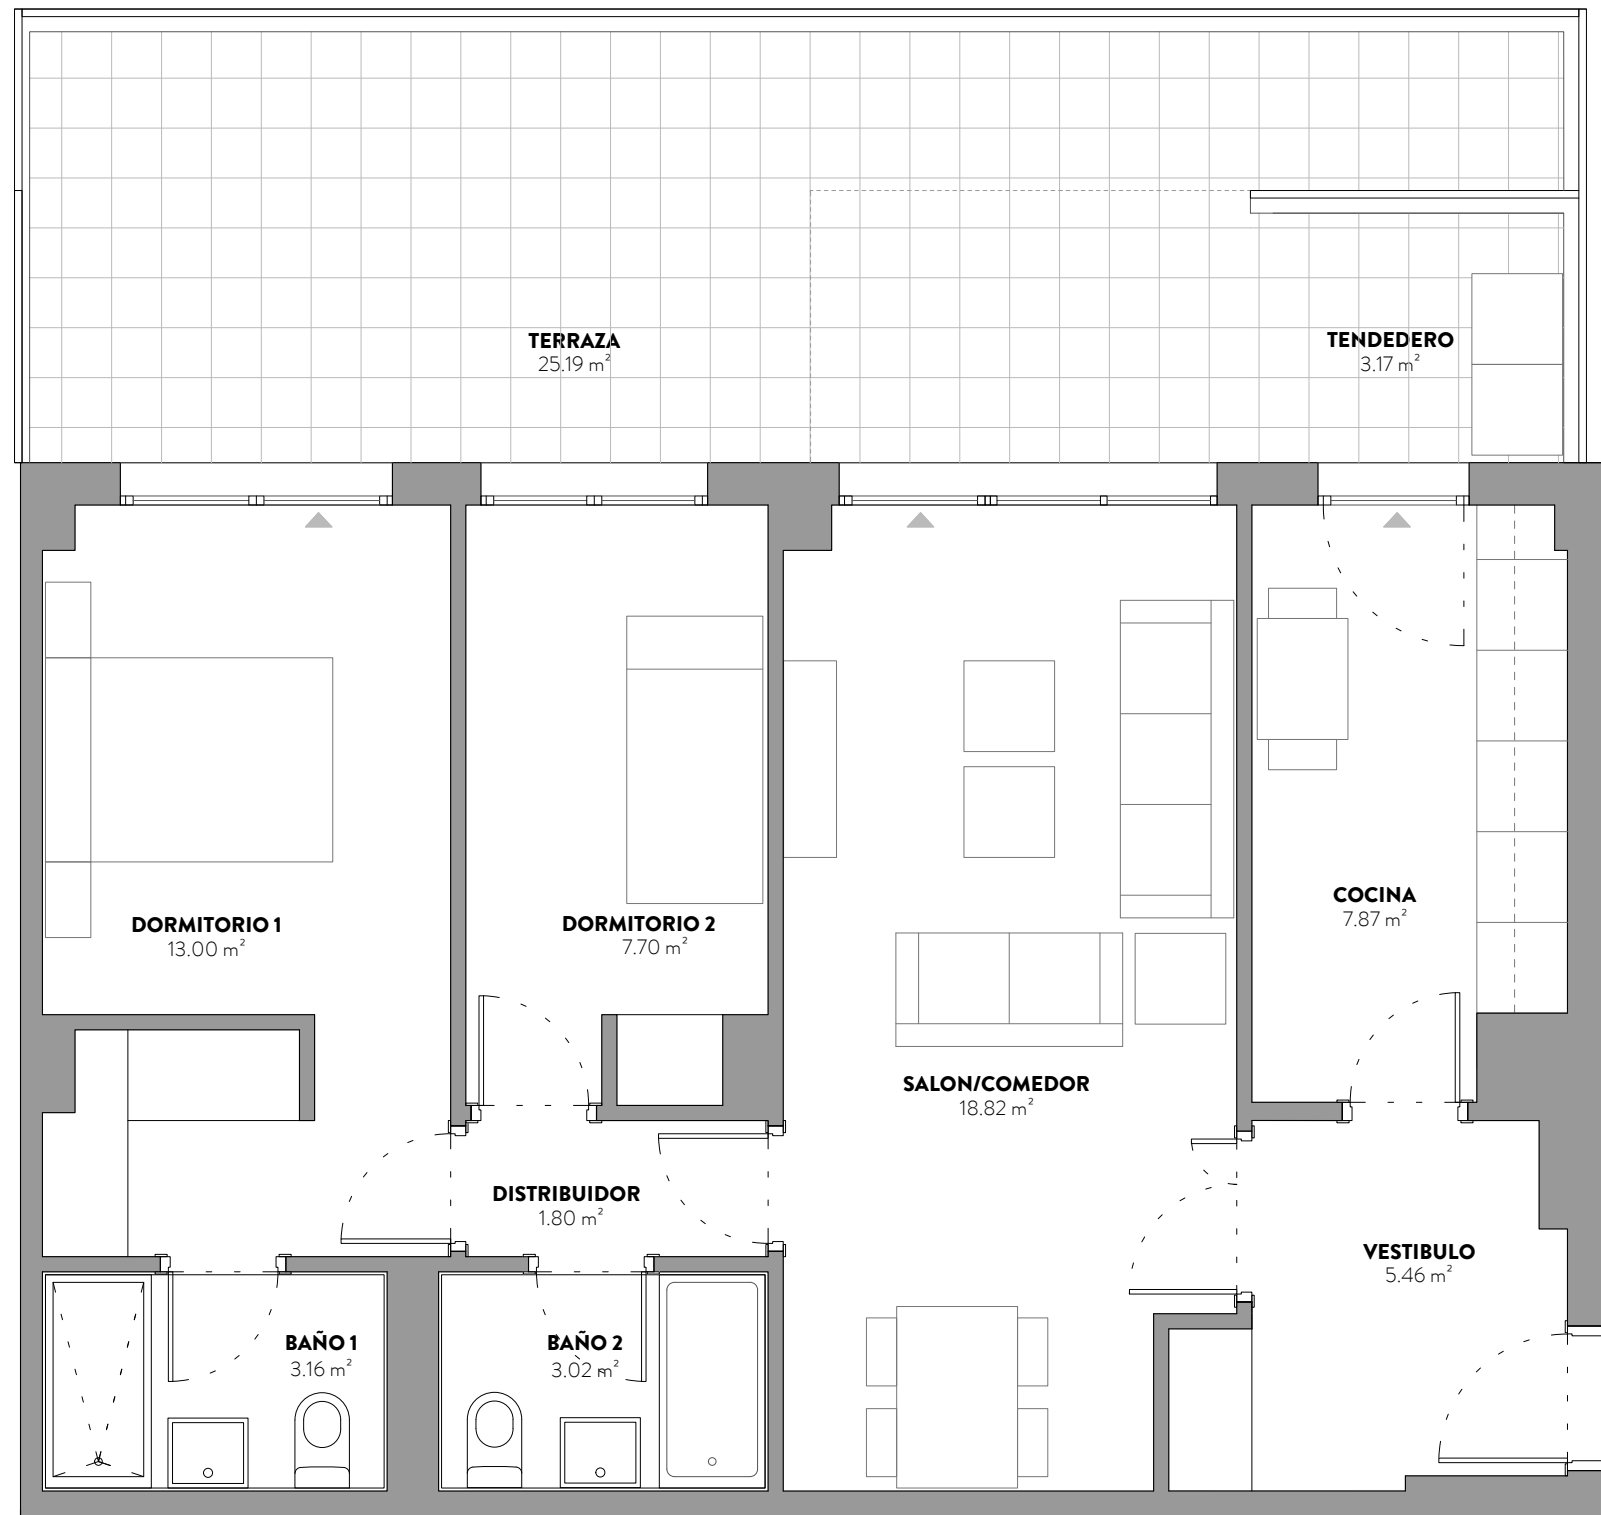 TERRAZA
25.19 m²
TENDEDERO
3.17 m²
DORMITORIO 1
13.00 m²
DORMITORIO 2
7.70 m²
COCINA
7.87 m²
SALON/COMEDOR
18.82 m²
DISTRIBUIDOR
1.80 m²
VESTIBULO
5.46 m²
BAÑO 1
3.16 m²
BAÑO 2
3.02 m²